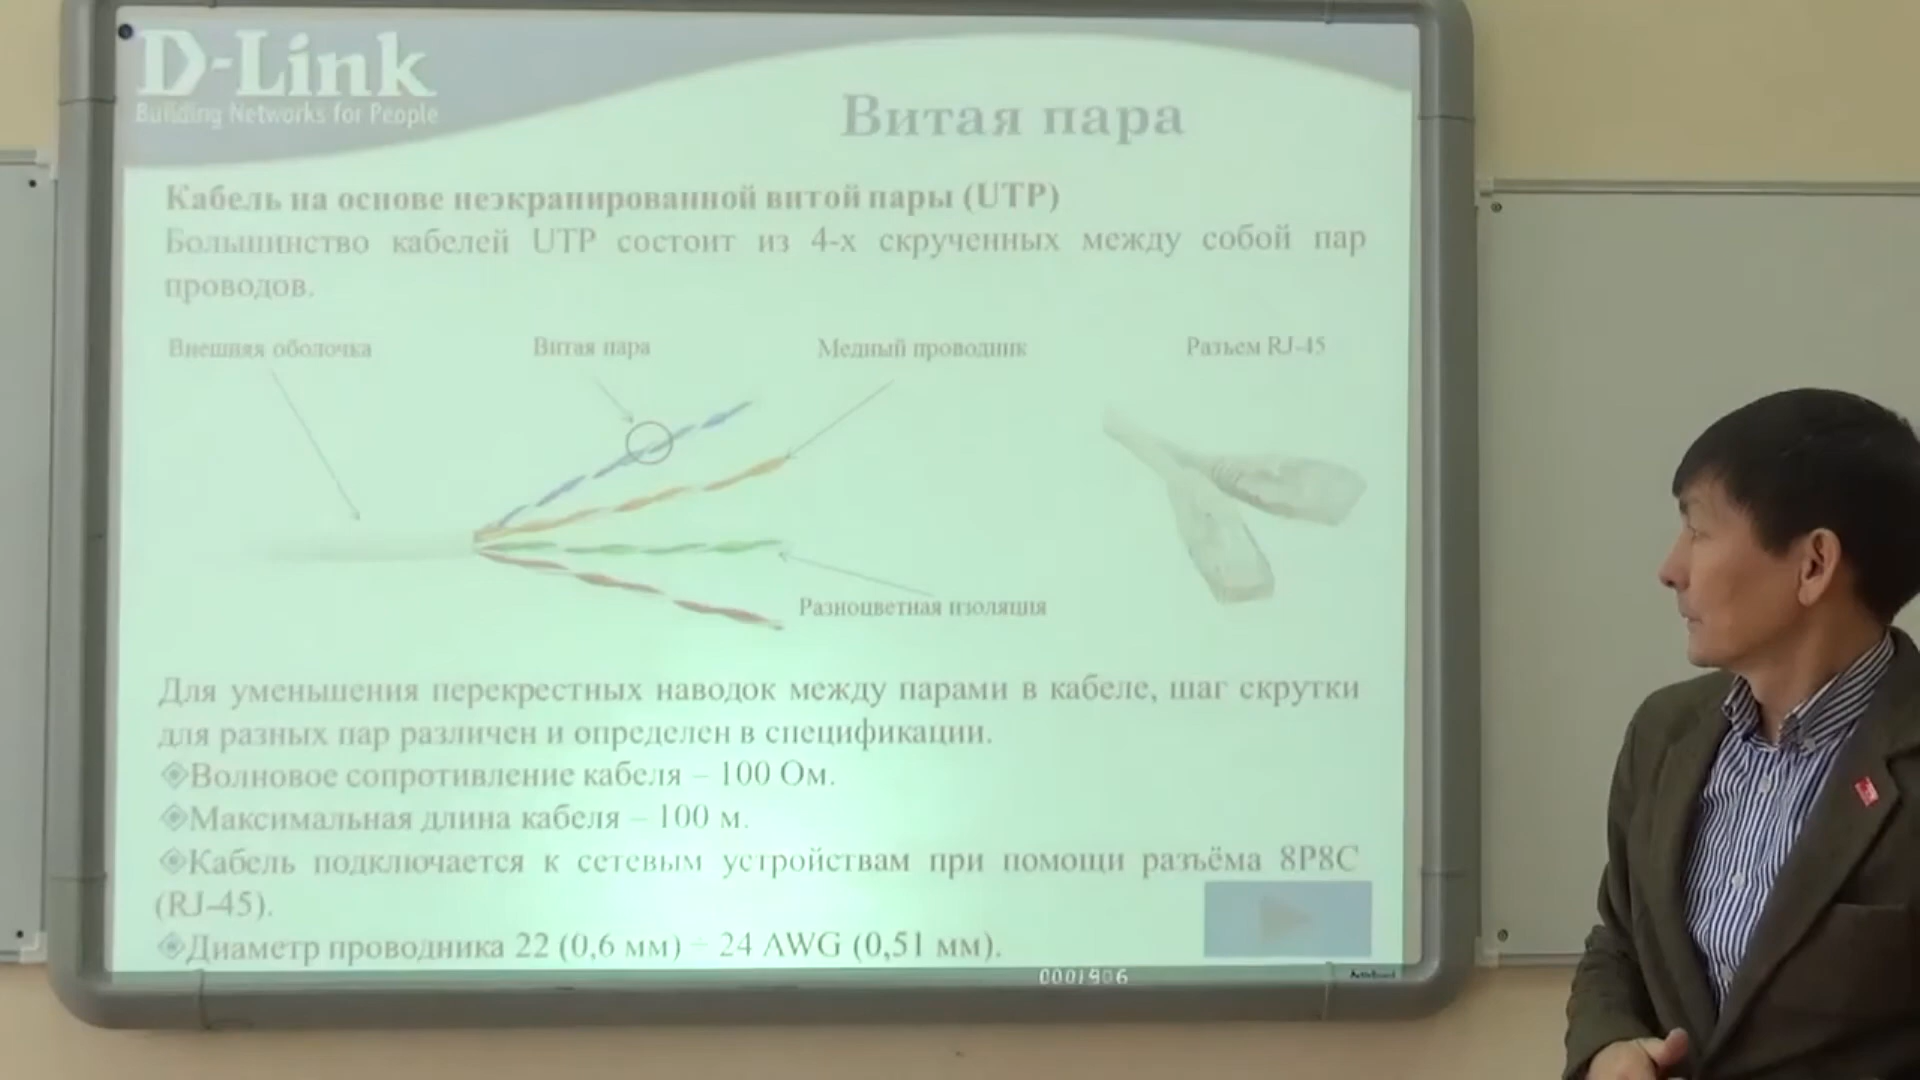 D-Link
Building Networks for People
Витая пара
Кабель на основе неэкранированной витой пары (UTP)
Большинство кабелей UTP состоит из 4-х скрученных между собой пар
проводов.
Внешняя оболочка
Витая пара
Медный проводник
Разъем RJ-45
Разноцветная изоляция
Для уменьшения перекрестных наводок между парами в кабеле, шаг скрутки
для разных пар различен и определен в спецификации.
Волновое сопротивление кабеля – 100 Ом.
Максимальная длина кабеля – 100 м.
Кабель подключается к сетевым устройствам при помощи разъёма 8P8C
(RJ-45).
Диаметр проводника 22 (0,6 мм) – 24 AWG (0,51 мм).